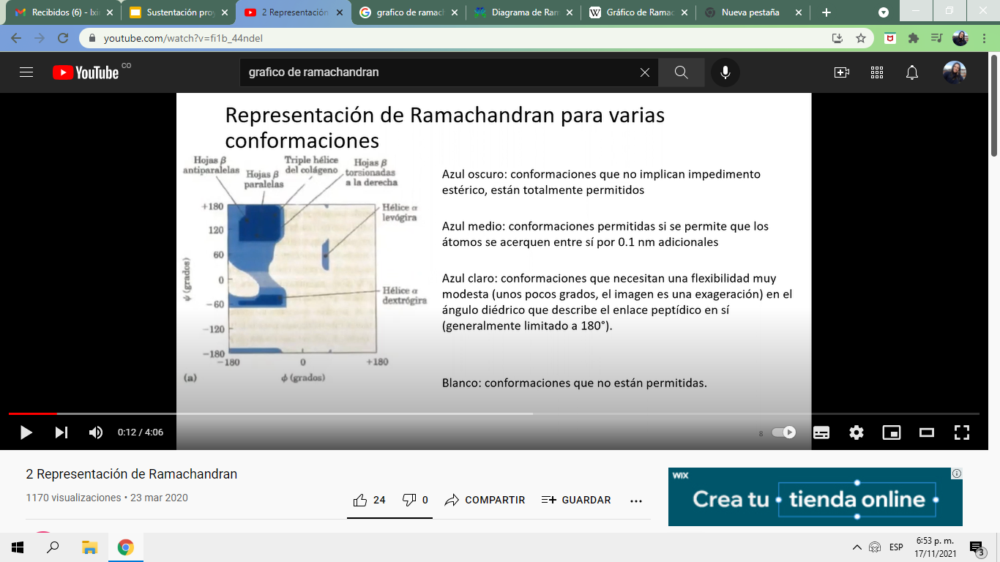 Recibidos (6) - Ixi
Sustentación proy
2 Representación
grafico de ramach
Diagrama de Ram
Gráfico de Ramac
Nueva pestaña
youtube.com/watch?v=fi1b_44ndeI
YouTube CO
grafico de ramachandran
Representación de Ramachandran para varias
conformaciones
Hojas β
antiparalelas
Hojas β
paralelas
Triple hélice
del colágeno
Hojas β
torsionadas
a la derecha
Hélice α
levógira
Hélice α
dextrógira
+180
120
60
0
−60
−120
−180
ψ (grados)
−180 0 +180
(a) ϕ (grados)
Azul oscuro: conformaciones que no implican impedimento
estérico, están totalmente permitidos
Azul medio: conformaciones permitidas si se permite que los
átomos se acerquen entre sí por 0.1 nm adicionales
Azul claro: conformaciones que necesitan una flexibilidad muy
modesta (unos pocos grados, el imagen es una exageración) en el
ángulo diédrico que describe el enlace peptídico en sí
(generalmente limitado a 180°).
Blanco: conformaciones que no están permitidas.
8
0:12 / 4:06
2 Representación de Ramachandran
1170 visualizaciones • 23 mar 2020
24 0 COMPARTIR GUARDAR
WIX
Crea tu tienda online
ESP
6:53 p. m.
17/11/2021
3